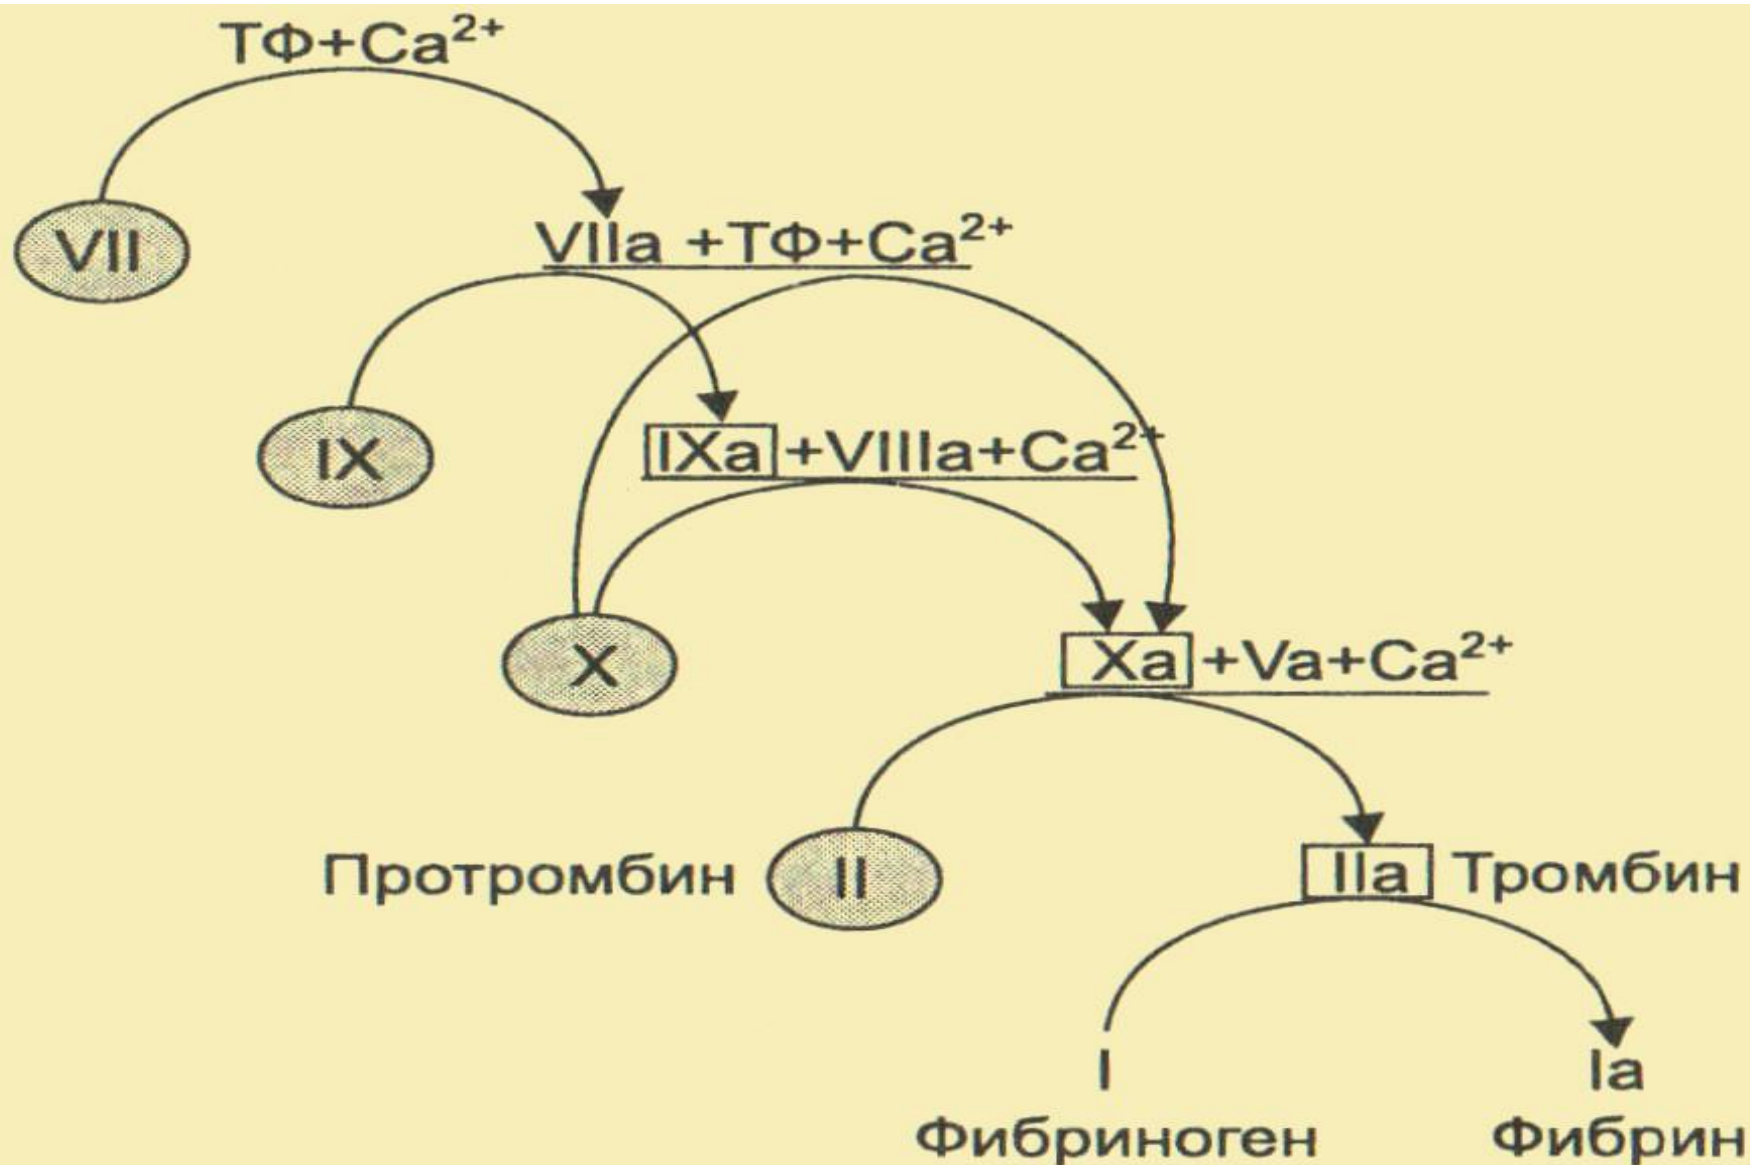 ТФ+Ca²⁺
VII
VIIa +ТФ+Ca²⁺
IX
IXa +VIIIa+Ca²⁺
X
Xa +Va+Ca²⁺
Протромбин II
IIa Тромбин
I
Ia
Фибриноген
Фибрин